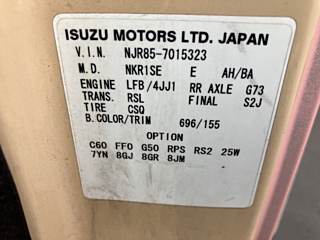 ISUZU MOTORS LTD. JAPAN
V.I.N. NJR85-7015323
M.D. NKR1SE E AH/BA
ENGINE LFB/4JJ1 RR AXLE G73
TRANS. RSL FINAL S2J
TIRE CSQ
B.COLOR/TRIM 696/155
OPTION
C60 FFO G50 RPS RS2 25W
7YN 8GJ 8GR 8JM